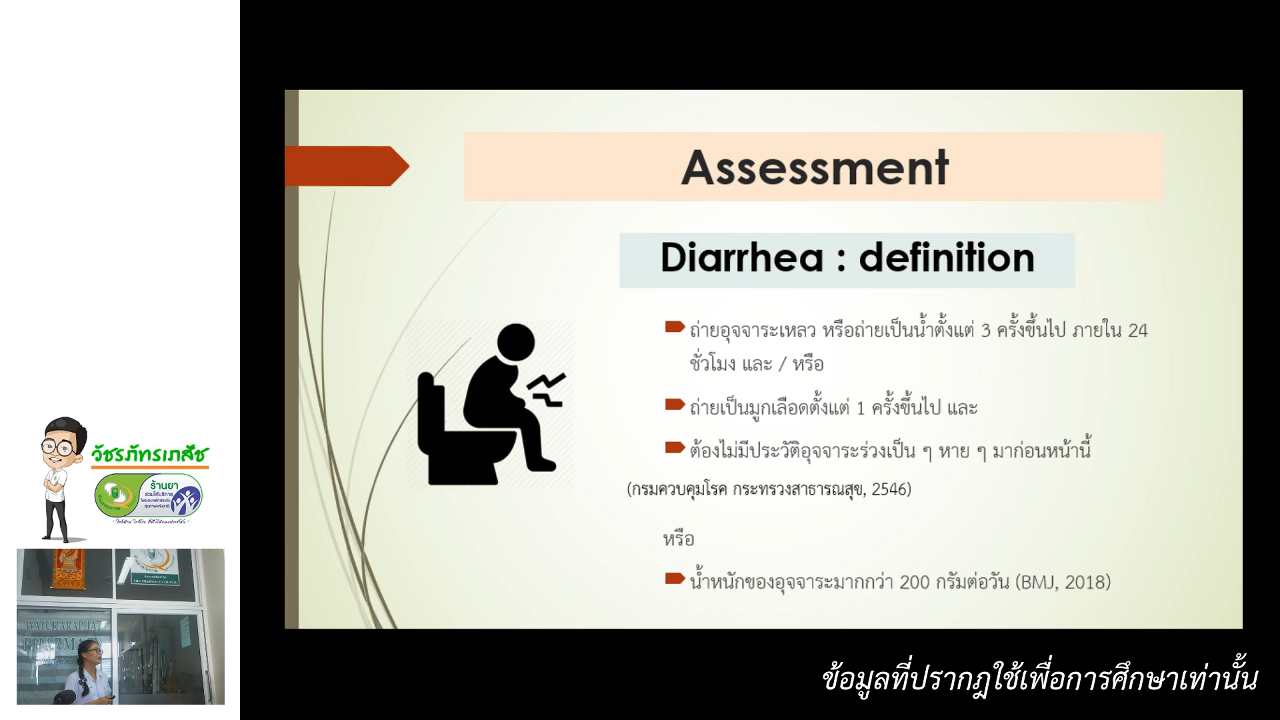 Assessment
Diarrhea : definition
ถ่ายอุจจาระเหลว หรือถ่ายเป็นน้ำตั้งแต่ 3 ครั้งขึ้นไป ภายใน 24
ชั่วโมง และ / หรือ
ถ่ายเป็นมูกเลือดตั้งแต่ 1 ครั้งขึ้นไป และ
ต้องไม่มีประวัติอุจจาระร่วงเป็น ๆ หาย ๆ มาก่อนหน้านี้
(กรมควบคุมโรค กระทรวงสาธารณสุข, 2546)
หรือ
น้ำหนักของอุจจาระมากกว่า 200 กรัมต่อวัน (BMJ, 2018)
วัชรภัทรเภสัช
ร้านยา
ข้อมูลที่ปรากฎใช้เพื่อการศึกษาเท่านั้น